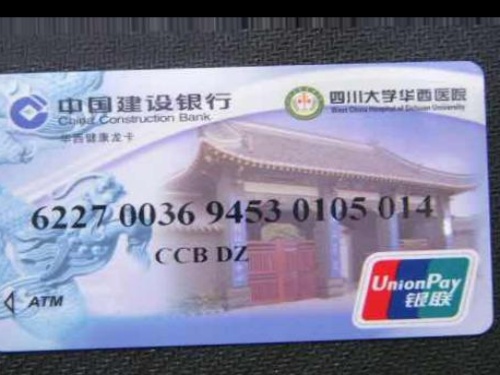 中国建设银行
China Construction Bank
华西健康龙卡
四川大学华西医院
West China Hospital of Sichuan University
6227 0036 9453 0105 014
CCB DZ
ATM
UnionPay
银联